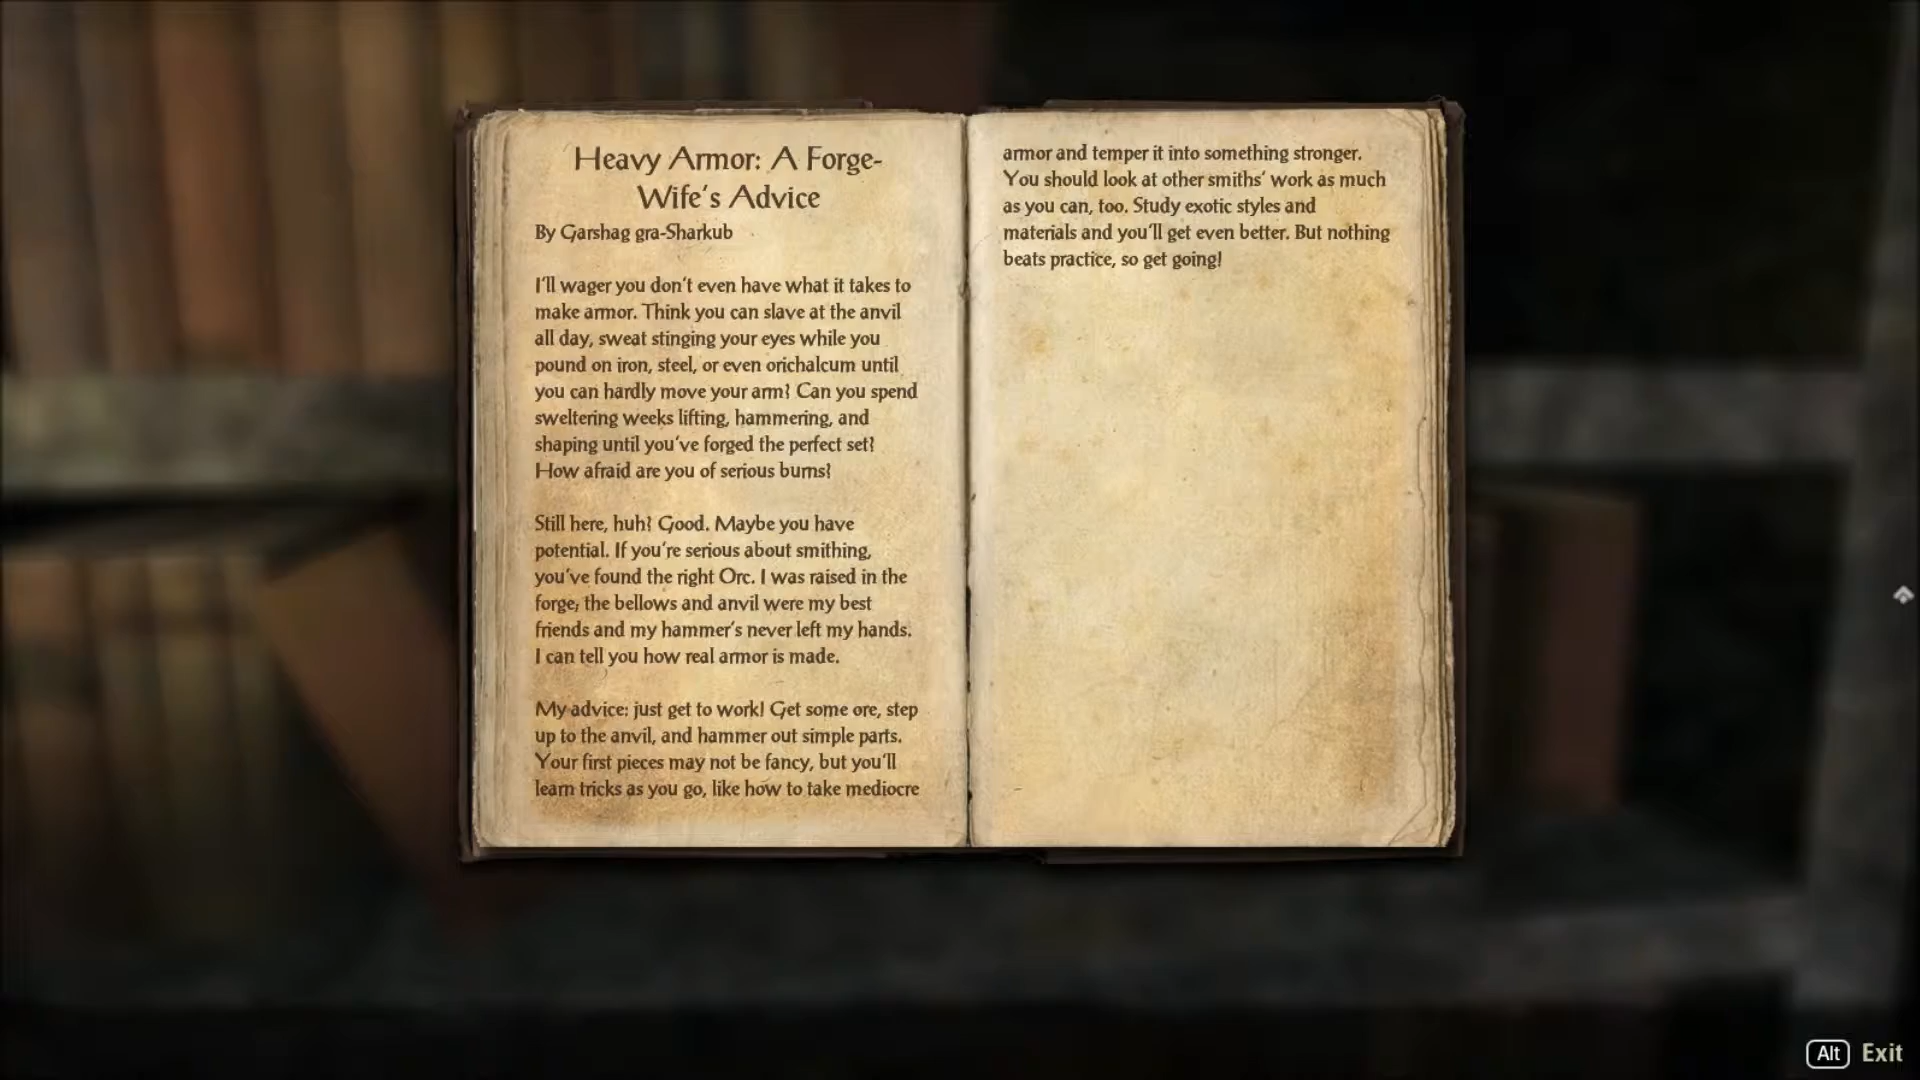 Heavy Armor: A Forge-
Wife's Advice
By Garshag gra-Sharkub
I'll wager you don't even have what it takes to
make armor. Think you can slave at the anvil
all day, sweat stinging your eyes while you
pound on iron, steel, or even orichalcum until
you can hardly move your arm? Can you spend
sweltering weeks lifting, hammering, and
shaping until you've forged the perfect set?
How afraid are you of serious burns?
Still here, huh? Good. Maybe you have
potential. If you're serious about smithing,
you've found the right Orc. I was raised in the
forge; the bellows and anvil were my best
friends and my hammer's never left my hands.
I can tell you how real armor is made.
My advice: just get to work! Get some ore, step
up to the anvil, and hammer out simple parts.
Your first pieces may not be fancy, but you'll
learn tricks as you go, like how to take mediocre
armor and temper it into something stronger.
You should look at other smiths' work as much
as you can, too. Study exotic styles and
materials and you'll get even better. But nothing
beats practice, so get going!
Alt Exit